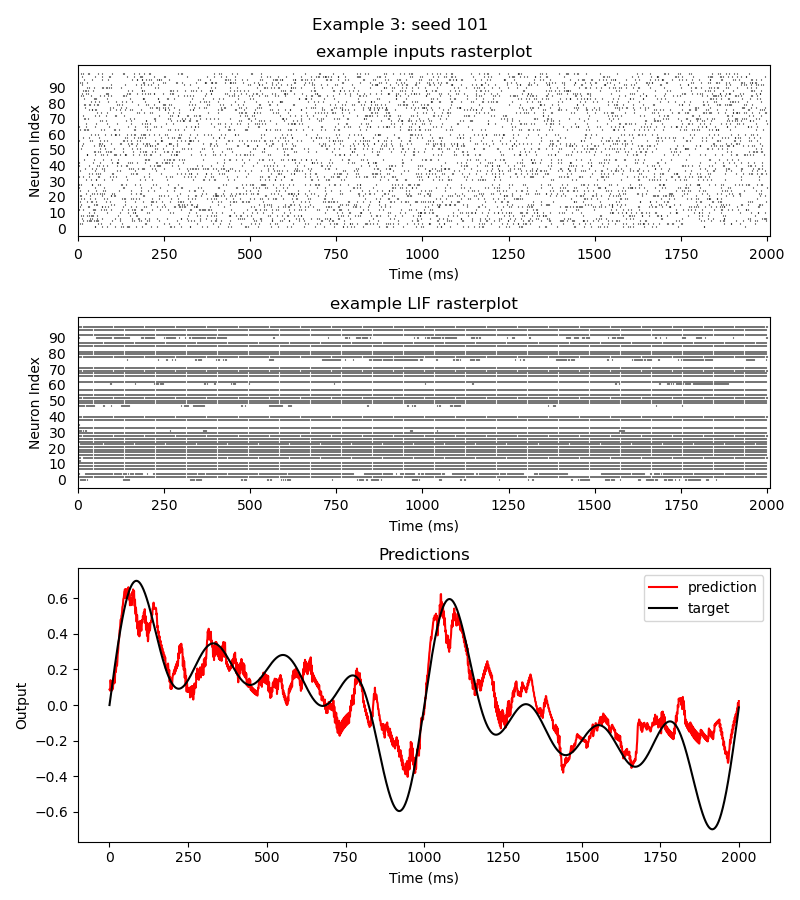 Example 3: seed 101
example inputs rasterplot
Neuron Index
90
80
70
60
50
40
30
20
10
0
0 250 500 750 1000 1250 1500 1750 2000
Time (ms)
example LIF rasterplot
Neuron Index
90
80
70
60
50
40
30
20
10
0
0 250 500 750 1000 1250 1500 1750 2000
Time (ms)
Predictions
Output
0.6
0.4
0.2
0.0
−0.2
−0.4
−0.6
prediction
target
0 250 500 750 1000 1250 1500 1750 2000
Time (ms)